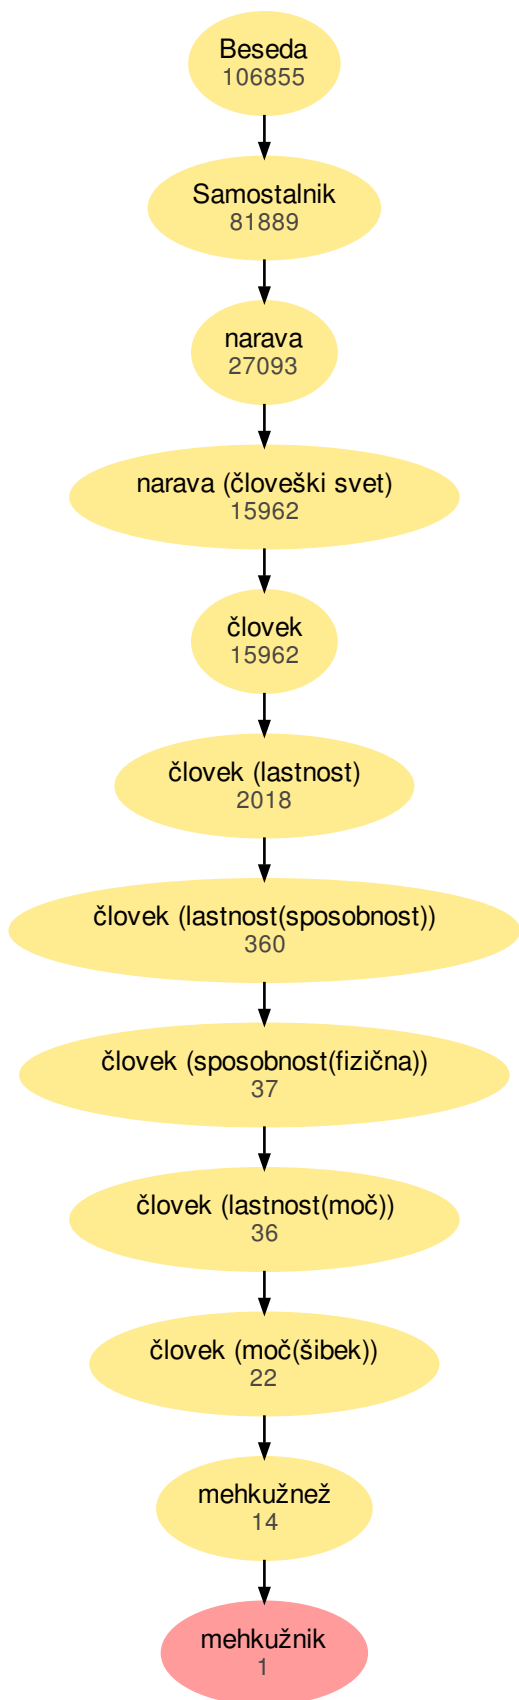 Beseda
106855
Samostalnik
81889
narava
27093
narava (človeški svet)
15962
človek
15962
človek (lastnost)
2018
človek (lastnost(sposobnost))
360
človek (sposobnost(fizična))
37
človek (lastnost(moč))
36
človek (moč(šibek))
22
mehkužnež
14
mehkužnik
1